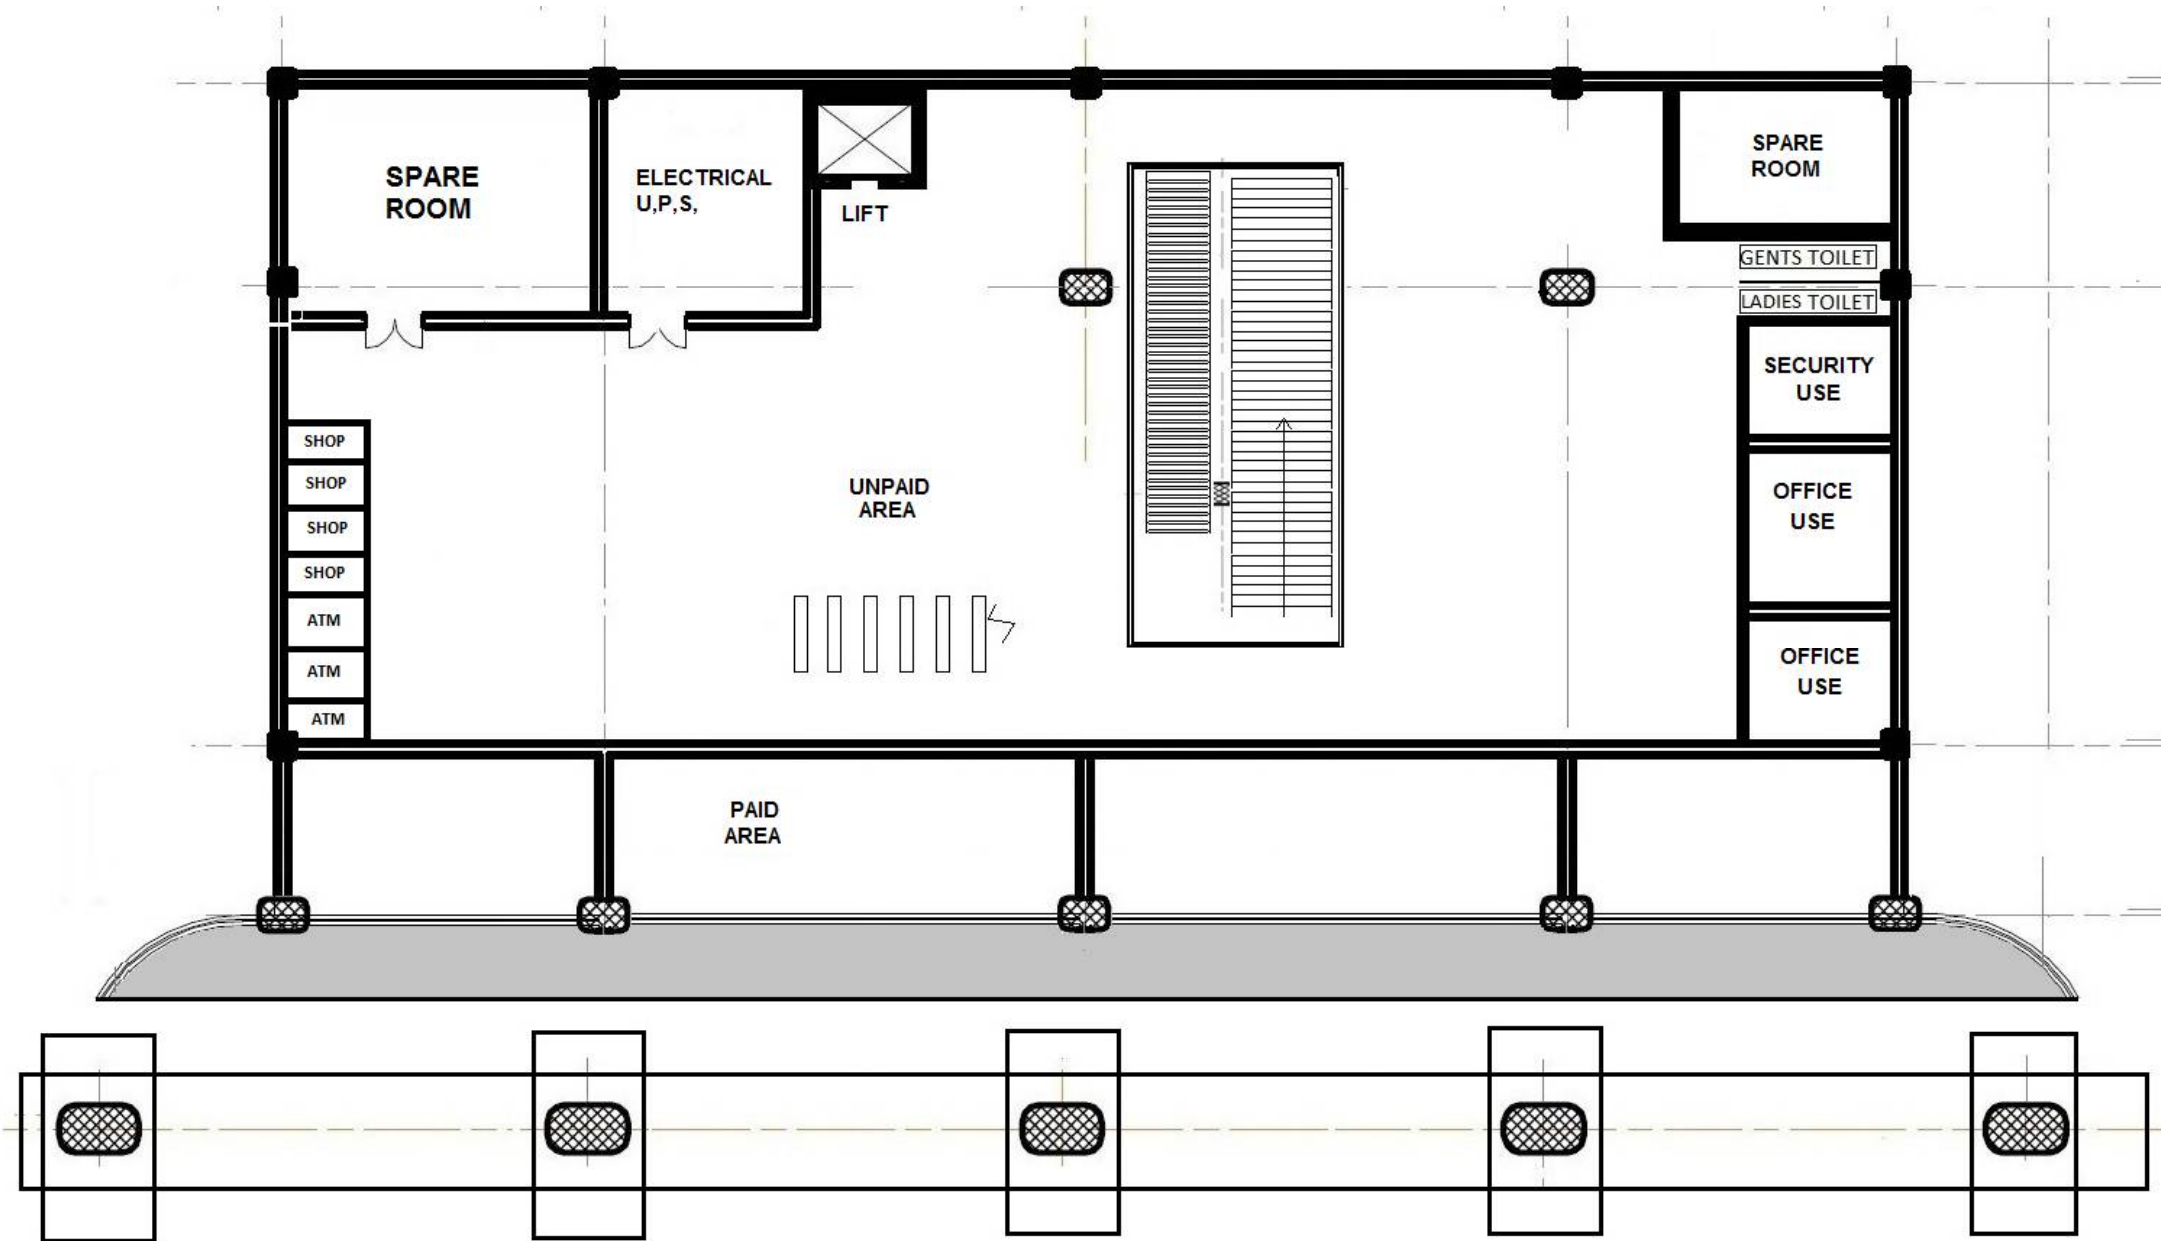 SPARE
ROOM
ELECTRICAL
U,P,S,
LIFT
SPARE
ROOM
GENTS TOILET
LADIES TOILET
SECURITY
USE
OFFICE
USE
OFFICE
USE
SHOP
SHOP
SHOP
SHOP
ATM
ATM
ATM
UNPAID
AREA
PAID
AREA